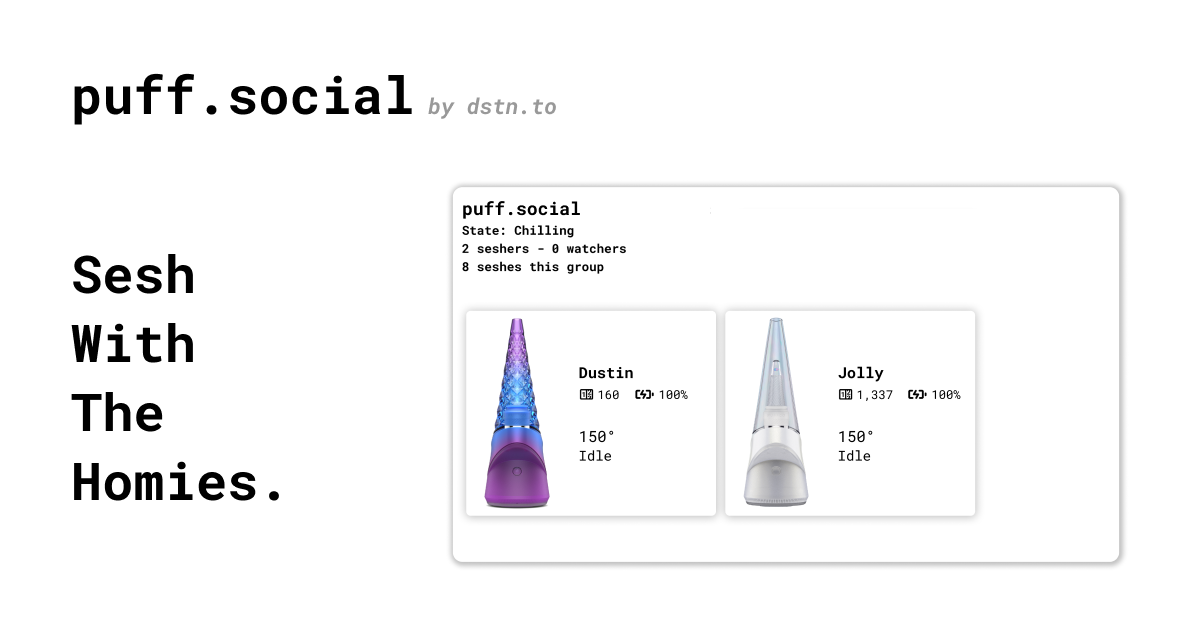 puff.social by dstn.to
Sesh
With
The
Homies.
puff.social
State: Chilling
2 seshers - 0 watchers
8 seshes this group
Dustin
160 100%
150°
Idle
Jolly
1,337 100%
150°
Idle